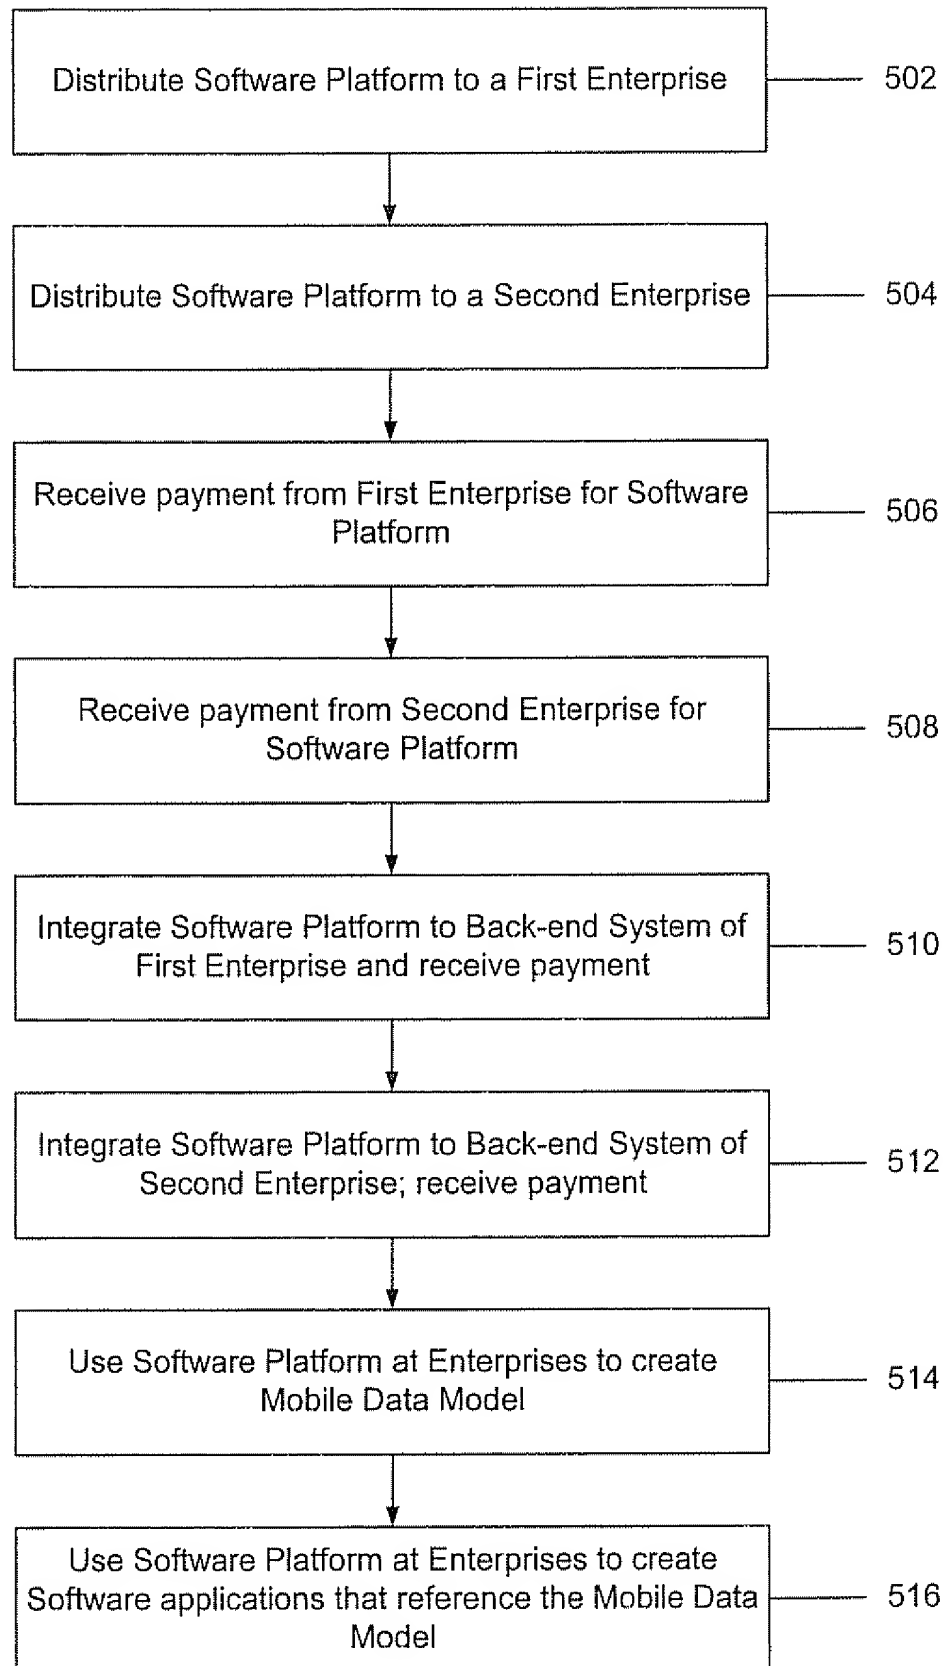 Distribute Software Platform to a First Enterprise
502
Distribute Software Platform to a Second Enterprise
504
Receive payment from First Enterprise for Software
Platform
506
Receive payment from Second Enterprise for
Software Platform
508
Integrate Software Platform to Back-end System of
First Enterprise and receive payment
510
Integrate Software Platform to Back-end System of
Second Enterprise; receive payment
512
Use Software Platform at Enterprises to create
Mobile Data Model
514
Use Software Platform at Enterprises to create
Software applications that reference the Mobile Data
Model
516